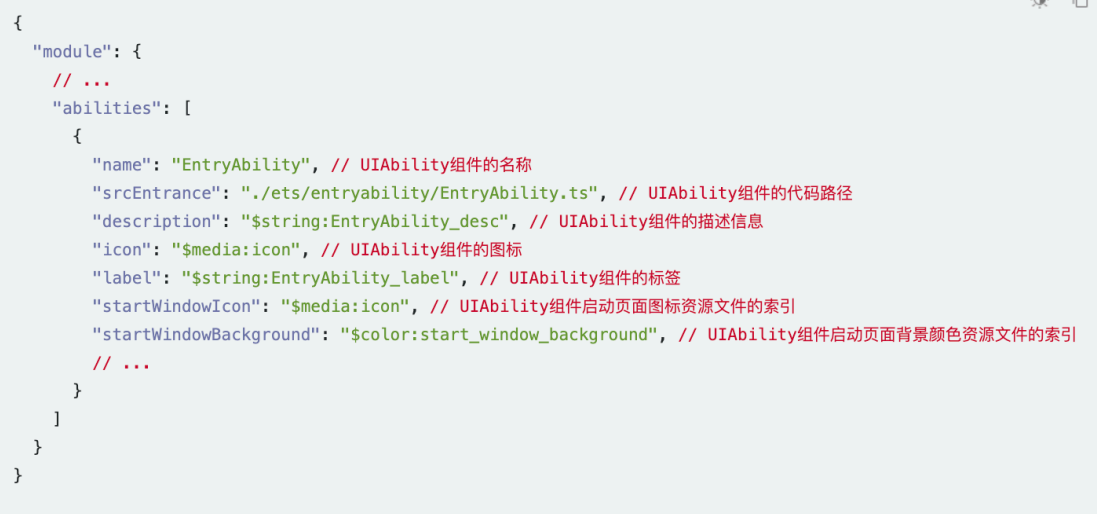 {
  "module": {
    // ...
    "abilities": [
      {
        "name": "EntryAbility", // UIAbility组件的名称
        "srcEntrance": "./ets/entryability/EntryAbility.ts", // UIAbility组件的代码路径
        "description": "$string:EntryAbility_desc", // UIAbility组件的描述信息
        "icon": "$media:icon", // UIAbility组件的图标
        "label": "$string:EntryAbility_label", // UIAbility组件的标签
        "startWindowIcon": "$media:icon", // UIAbility组件启动页面图标资源文件的索引
        "startWindowBackground": "$color:start_window_background", // UIAbility组件启动页面背景颜色资源文件的索引
        // ...
      }
    ]
  }
}